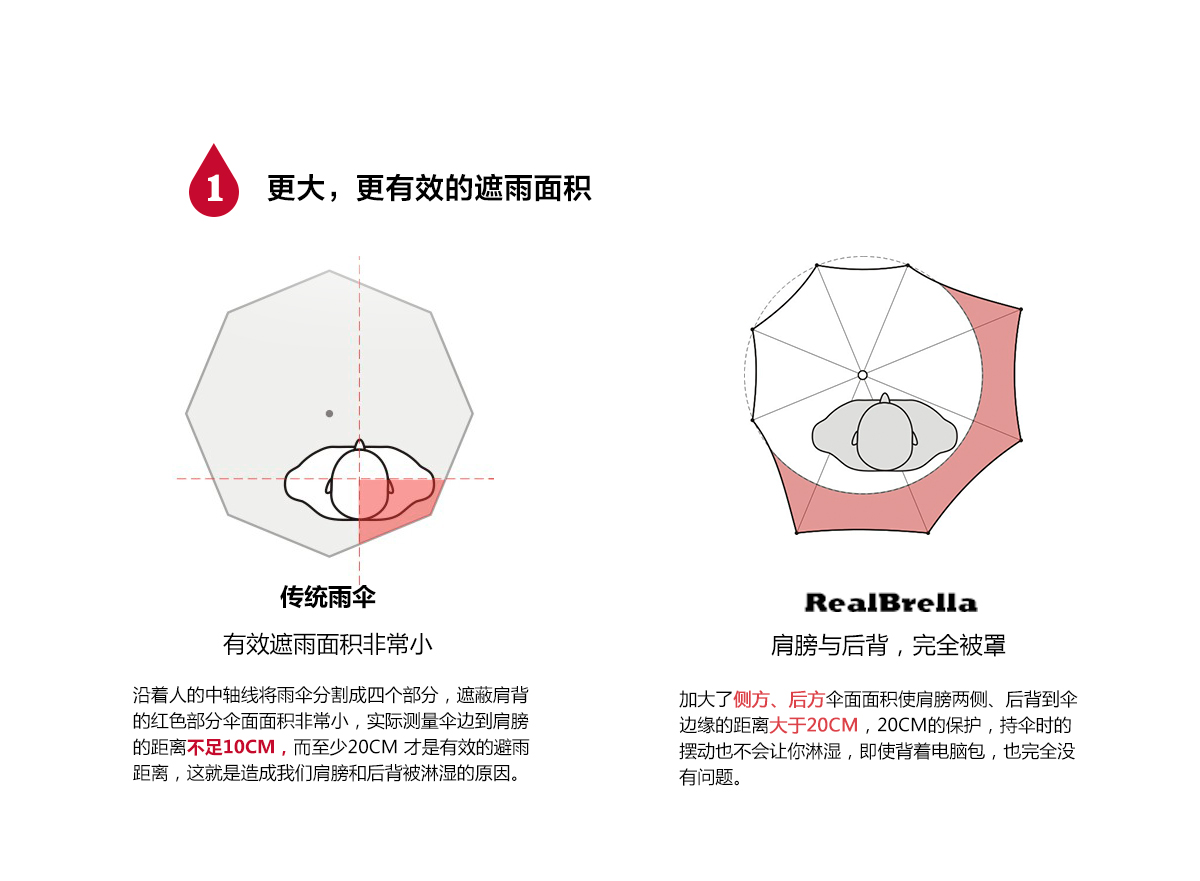 1
更大，更有效的遮雨面积
传统雨伞
有效遮雨面积非常小
沿着人的中轴线将雨伞分割成四个部分，遮蔽肩背
的红色部分伞面面积非常小，实际测量伞边到肩膀
的距离不足10CM，而至少20CM 才是有效的避雨
距离，这就是造成我们肩膀和后背被淋湿的原因。
RealBrella
肩膀与后背，完全被罩
加大了侧方、后方伞面面积使肩膀两侧、后背到伞
边缘的距离大于20CM，20CM的保护，持伞时的
摆动也不会让你淋湿，即使背着电脑包，也完全没
有问题。